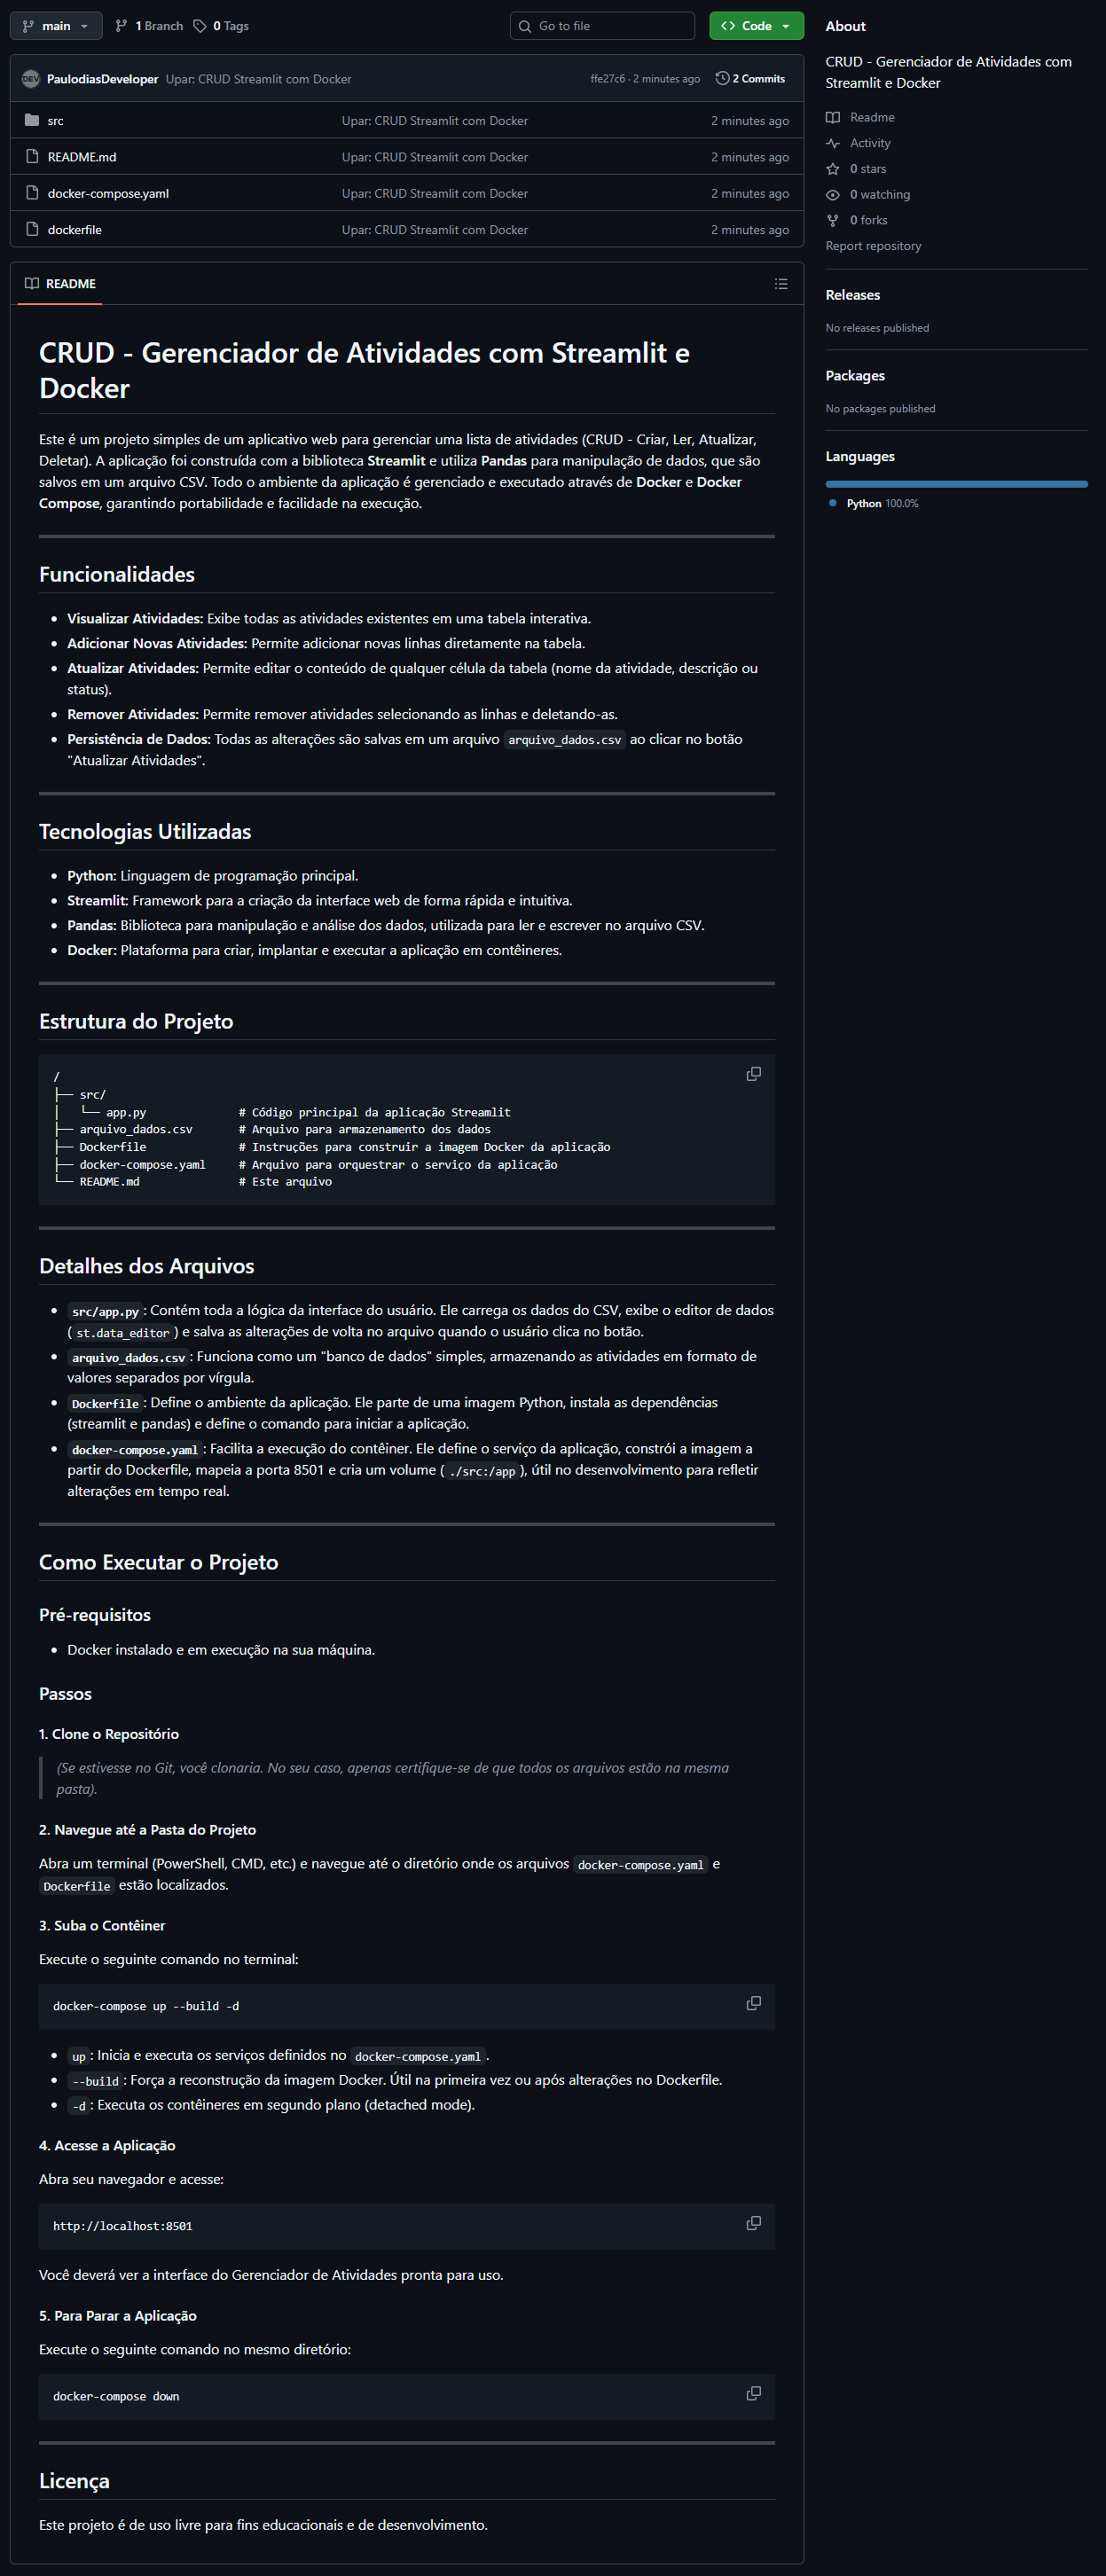 main
1 Branch
0 Tags
Go to file
Code
PaulodiasDeveloper Upar: CRUD Streamlit com Docker
ffe27c6 · 2 minutes ago
2 Commits
src Upar: CRUD Streamlit com Docker 2 minutes ago
README.md Upar: CRUD Streamlit com Docker 2 minutes ago
docker-compose.yaml Upar: CRUD Streamlit com Docker 2 minutes ago
dockerfile Upar: CRUD Streamlit com Docker 2 minutes ago
README
CRUD - Gerenciador de Atividades com Streamlit e
Docker
Este é um projeto simples de um aplicativo web para gerenciar uma lista de atividades (CRUD - Criar, Ler, Atualizar,
Deletar). A aplicação foi construída com a biblioteca Streamlit e utiliza Pandas para manipulação de dados, que são
salvos em um arquivo CSV. Todo o ambiente da aplicação é gerenciado e executado através de Docker e Docker
Compose, garantindo portabilidade e facilidade na execução.
Funcionalidades
• Visualizar Atividades: Exibe todas as atividades existentes em uma tabela interativa.
• Adicionar Novas Atividades: Permite adicionar novas linhas diretamente na tabela.
• Atualizar Atividades: Permite editar o conteúdo de qualquer célula da tabela (nome da atividade, descrição ou
status).
• Remover Atividades: Permite remover atividades selecionando as linhas e deletando-as.
• Persistência de Dados: Todas as alterações são salvas em um arquivo arquivo_dados.csv ao clicar no botão
"Atualizar Atividades".
Tecnologias Utilizadas
• Python: Linguagem de programação principal.
• Streamlit: Framework para a criação da interface web de forma rápida e intuitiva.
• Pandas: Biblioteca para manipulação e análise dos dados, utilizada para ler e escrever no arquivo CSV.
• Docker: Plataforma para criar, implantar e executar a aplicação em contêineres.
Estrutura do Projeto
/
├── src/
│   └── app.py              # Código principal da aplicação Streamlit
├── arquivo_dados.csv       # Arquivo para armazenamento dos dados
├── Dockerfile              # Instruções para construir a imagem Docker da aplicação
├── docker-compose.yaml     # Arquivo para orquestrar o serviço da aplicação
└── README.md               # Este arquivo
Detalhes dos Arquivos
• src/app.py: Contém toda a lógica da interface do usuário. Ele carrega os dados do CSV, exibe o editor de dados
(st.data_editor) e salva as alterações de volta no arquivo quando o usuário clica no botão.
• arquivo_dados.csv: Funciona como um "banco de dados" simples, armazenando as atividades em formato de
valores separados por vírgula.
• Dockerfile: Define o ambiente da aplicação. Ele parte de uma imagem Python, instala as dependências
(streamlit e pandas) e define o comando para iniciar a aplicação.
• docker-compose.yaml: Facilita a execução do contêiner. Ele define o serviço da aplicação, constrói a imagem a
partir do Dockerfile, mapeia a porta 8501 e cria um volume (./src:/app), útil no desenvolvimento para refletir
alterações em tempo real.
Como Executar o Projeto
Pré-requisitos
• Docker instalado e em execução na sua máquina.
Passos
1. Clone o Repositório
(Se estivesse no Git, você clonaria. No seu caso, apenas certifique-se de que todos os arquivos estão na mesma
pasta).
2. Navegue até a Pasta do Projeto
Abra um terminal (PowerShell, CMD, etc.) e navegue até o diretório onde os arquivos docker-compose.yaml e
Dockerfile estão localizados.
3. Suba o Contêiner
Execute o seguinte comando no terminal:
docker-compose up --build -d
• up: Inicia e executa os serviços definidos no docker-compose.yaml.
• --build: Força a reconstrução da imagem Docker. Útil na primeira vez ou após alterações no Dockerfile.
• -d: Executa os contêineres em segundo plano (detached mode).
4. Acesse a Aplicação
Abra seu navegador e acesse:
http://localhost:8501
Você deverá ver a interface do Gerenciador de Atividades pronta para uso.
5. Para Parar a Aplicação
Execute o seguinte comando no mesmo diretório:
docker-compose down
Licença
Este projeto é de uso livre para fins educacionais e de desenvolvimento.
About
CRUD - Gerenciador de Atividades com
Streamlit e Docker
Readme
Activity
0 stars
0 watching
0 forks
Report repository
Releases
No releases published
Packages
No packages published
Languages
Python 100.0%